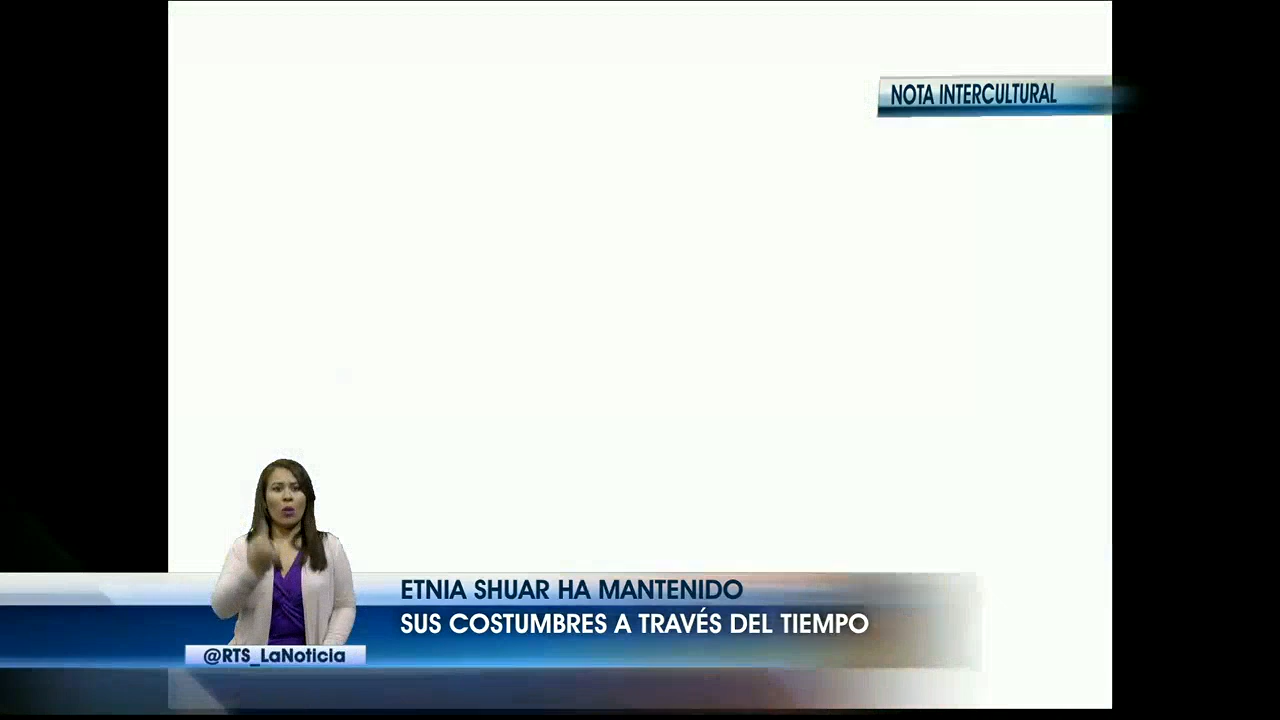 NOTA INTERCULTURAL
ETNIA SHUAR HA MANTENIDO
SUS COSTUMBRES A TRAVÉS DEL TIEMPO
@RTS_LaNoticia